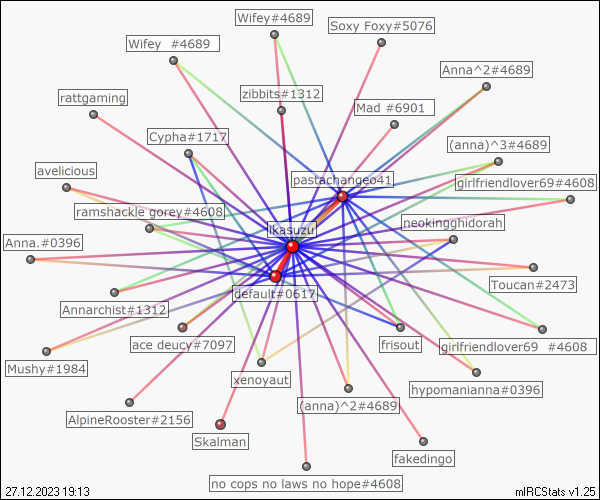 Wifey#4689
Soxy Foxy#5076
Wifey  #4689
Anna^2#4689
zibbits#1312
rattgaming
Mad #6901
Cypha#1717
(anna)^3#4689
avelicious
pastachangeo41
girlfriendlover69#4608
ramshackle gorey#4608
neokingghidorah
ikasuzu
Anna.#0396
Toucan#2473
default#0617
Annarchist#1312
ace deucy#7097
frisout
girlfriendlover69  #4608
Mushy#1984
xenoyaut
hypomanianna#0396
(anna)^2#4689
AlpineRooster#2156
Skalman
fakedingo
no cops no laws no hope#4608
27.12.2023 19:13
mIRCStats v1.25